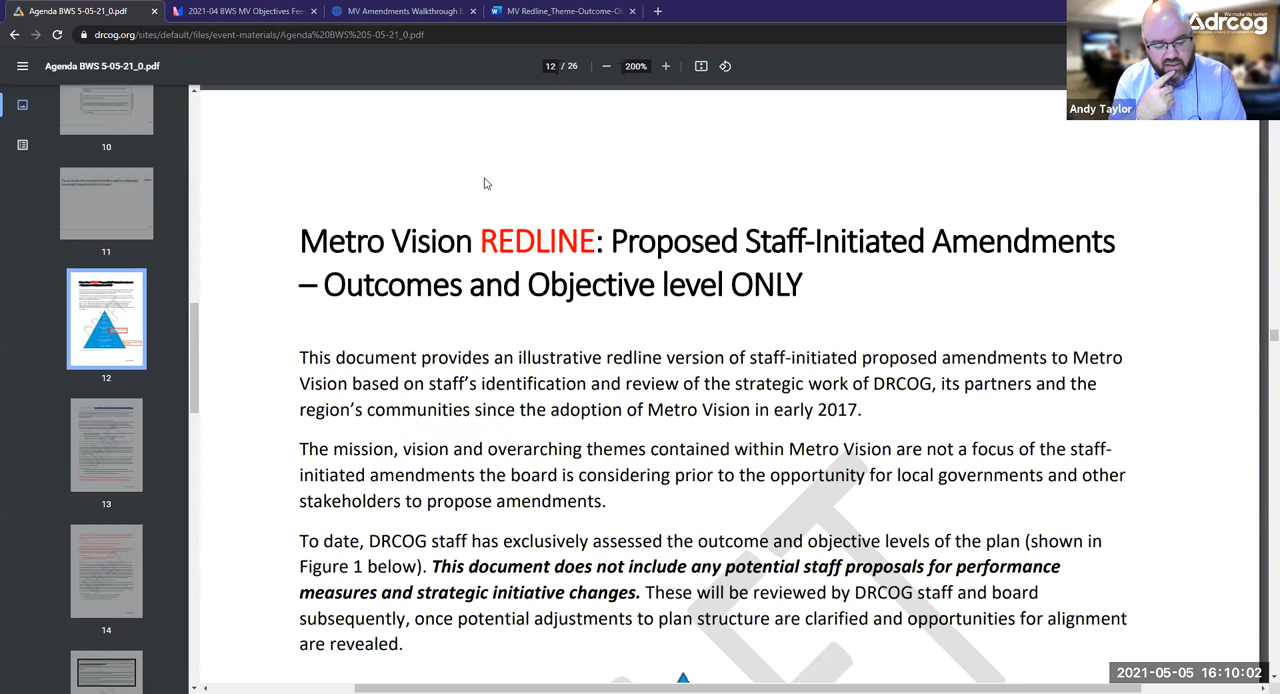 Agenda BWS 5-05-21_0.pdf
2021-04 BWS MV Objectives Fee
MV Amendments Walkthrough E
MV Redline_Theme-Outcome-O
drcog.org/sites/default/files/event-materials/Agenda%20BWS%205-05-21_0.pdf
Agenda BWS 5-05-21_0.pdf
12 / 26
200%
We make life better!
drcog
Andy Taylor
10
11
12
13
14
Metro Vision REDLINE: Proposed Staff-Initiated Amendments
– Outcomes and Objective level ONLY
This document provides an illustrative redline version of staff-initiated proposed amendments to Metro
Vision based on staff’s identification and review of the strategic work of DRCOG, its partners and the
region’s communities since the adoption of Metro Vision in early 2017.
The mission, vision and overarching themes contained within Metro Vision are not a focus of the staff-
initiated amendments the board is considering prior to the opportunity for local governments and other
stakeholders to propose amendments.
To date, DRCOG staff has exclusively assessed the outcome and objective levels of the plan (shown in
Figure 1 below). This document does not include any potential staff proposals for performance
measures and strategic initiative changes. These will be reviewed by DRCOG staff and board
subsequently, once potential adjustments to plan structure are clarified and opportunities for alignment
are revealed.
2021-05-05 16:10:02